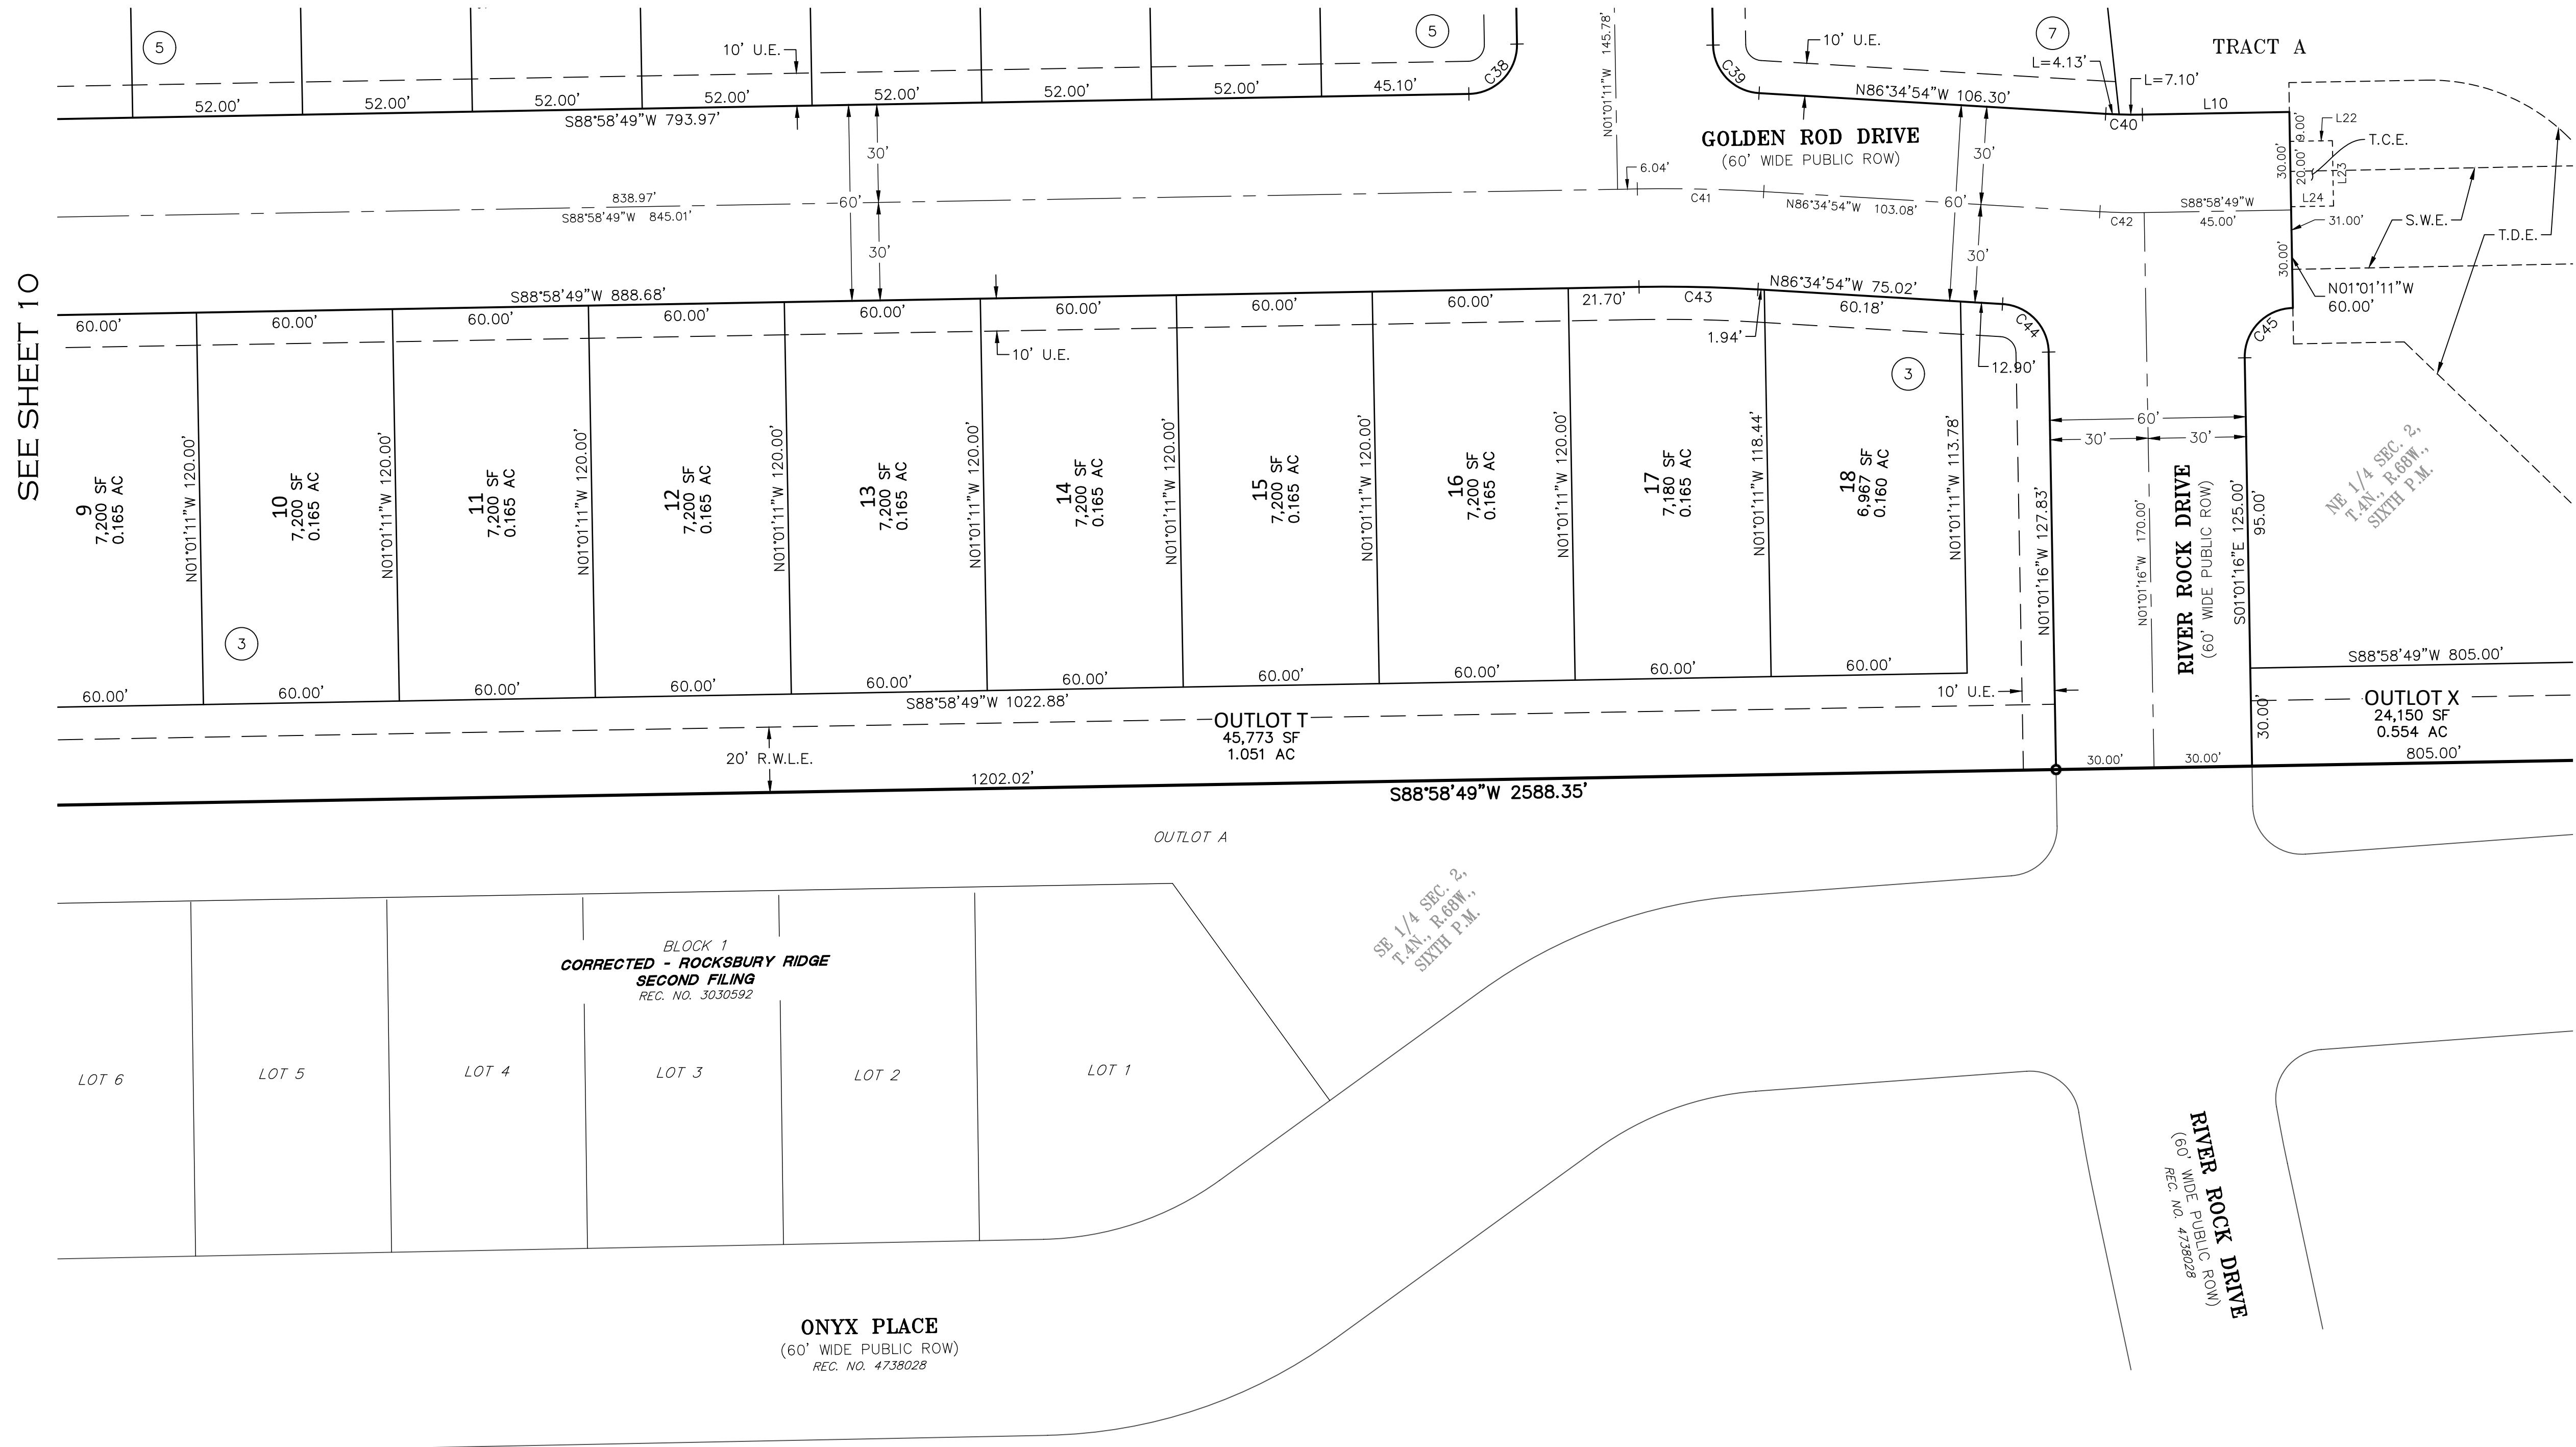 5
10' U.E.
5
N01°01'11"W 145.78'
10' U.E.
7
TRACT A
L=4.13'
L=7.10'
C38
C39
52.00'
52.00'
52.00'
52.00'
52.00'
52.00'
52.00'
45.10'
S88°58'49"W 793.97'
N86°34'54"W 106.30'
C40
L10
GOLDEN ROD DRIVE
(60' WIDE PUBLIC ROW)
9.00'
L22
T.C.E.
30.00'
20.00'
L23
L24
30'
30'
6.04'
838.97'
60'
S88°58'49"W 845.01'
C41
N86°34'54"W 103.08'
60'
C42
S88°58'49"W
45.00'
31.00'
S.W.E.
T.D.E.
30'
30'
30.00'
N01°01'11"W
60.00'
SEE SHEET 10
S88°58'49"W 888.68'
N86°34'54"W 75.02'
60.00'
60.00'
60.00'
60.00'
60.00'
60.00'
60.00'
60.00'
21.70'
C43
60.18'
C44
C45
10' U.E.
1.94'
12.90'
3
60'
30'
30'
9
7,200 SF
0.165 AC
N01°01'11"W 120.00'
10
7,200 SF
0.165 AC
N01°01'11"W 120.00'
11
7,200 SF
0.165 AC
N01°01'11"W 120.00'
12
7,200 SF
0.165 AC
N01°01'11"W 120.00'
13
7,200 SF
0.165 AC
N01°01'11"W 120.00'
14
7,200 SF
0.165 AC
N01°01'11"W 120.00'
15
7,200 SF
0.165 AC
N01°01'11"W 120.00'
16
7,200 SF
0.165 AC
N01°01'11"W 120.00'
17
7,180 SF
0.165 AC
N01°01'11"W 118.44'
18
6,967 SF
0.160 AC
N01°01'11"W 113.78'
N01°01'16"W 127.83'
N01°01'16"W 170.00'
RIVER ROCK DRIVE
(60' WIDE PUBLIC ROW)
S01°01'16"E 125.00'
95.00'
NE 1/4 SEC. 2,
T.4N., R.68W.,
SIXTH P.M.
3
60.00'
60.00'
60.00'
60.00'
60.00'
60.00'
60.00'
60.00'
60.00'
60.00'
S88°58'49"W 1022.88'
10' U.E.
S88°58'49"W 805.00'
OUTLOT T
45,773 SF
1.051 AC
20' R.W.L.E.
30.00'
OUTLOT X
24,150 SF
0.554 AC
1202.02'
30.00'
30.00'
805.00'
S88°58'49"W 2588.35'
OUTLOT A
SE 1/4 SEC. 2,
T.4N., R.68W.,
SIXTH P.M.
BLOCK 1
CORRECTED - ROCKSBURY RIDGE
SECOND FILING
REC. NO. 3030592
LOT 6
LOT 5
LOT 4
LOT 3
LOT 2
LOT 1
RIVER ROCK DRIVE
(60' WIDE PUBLIC ROW)
REC. NO. 4738028
ONYX PLACE
(60' WIDE PUBLIC ROW)
REC. NO. 4738028